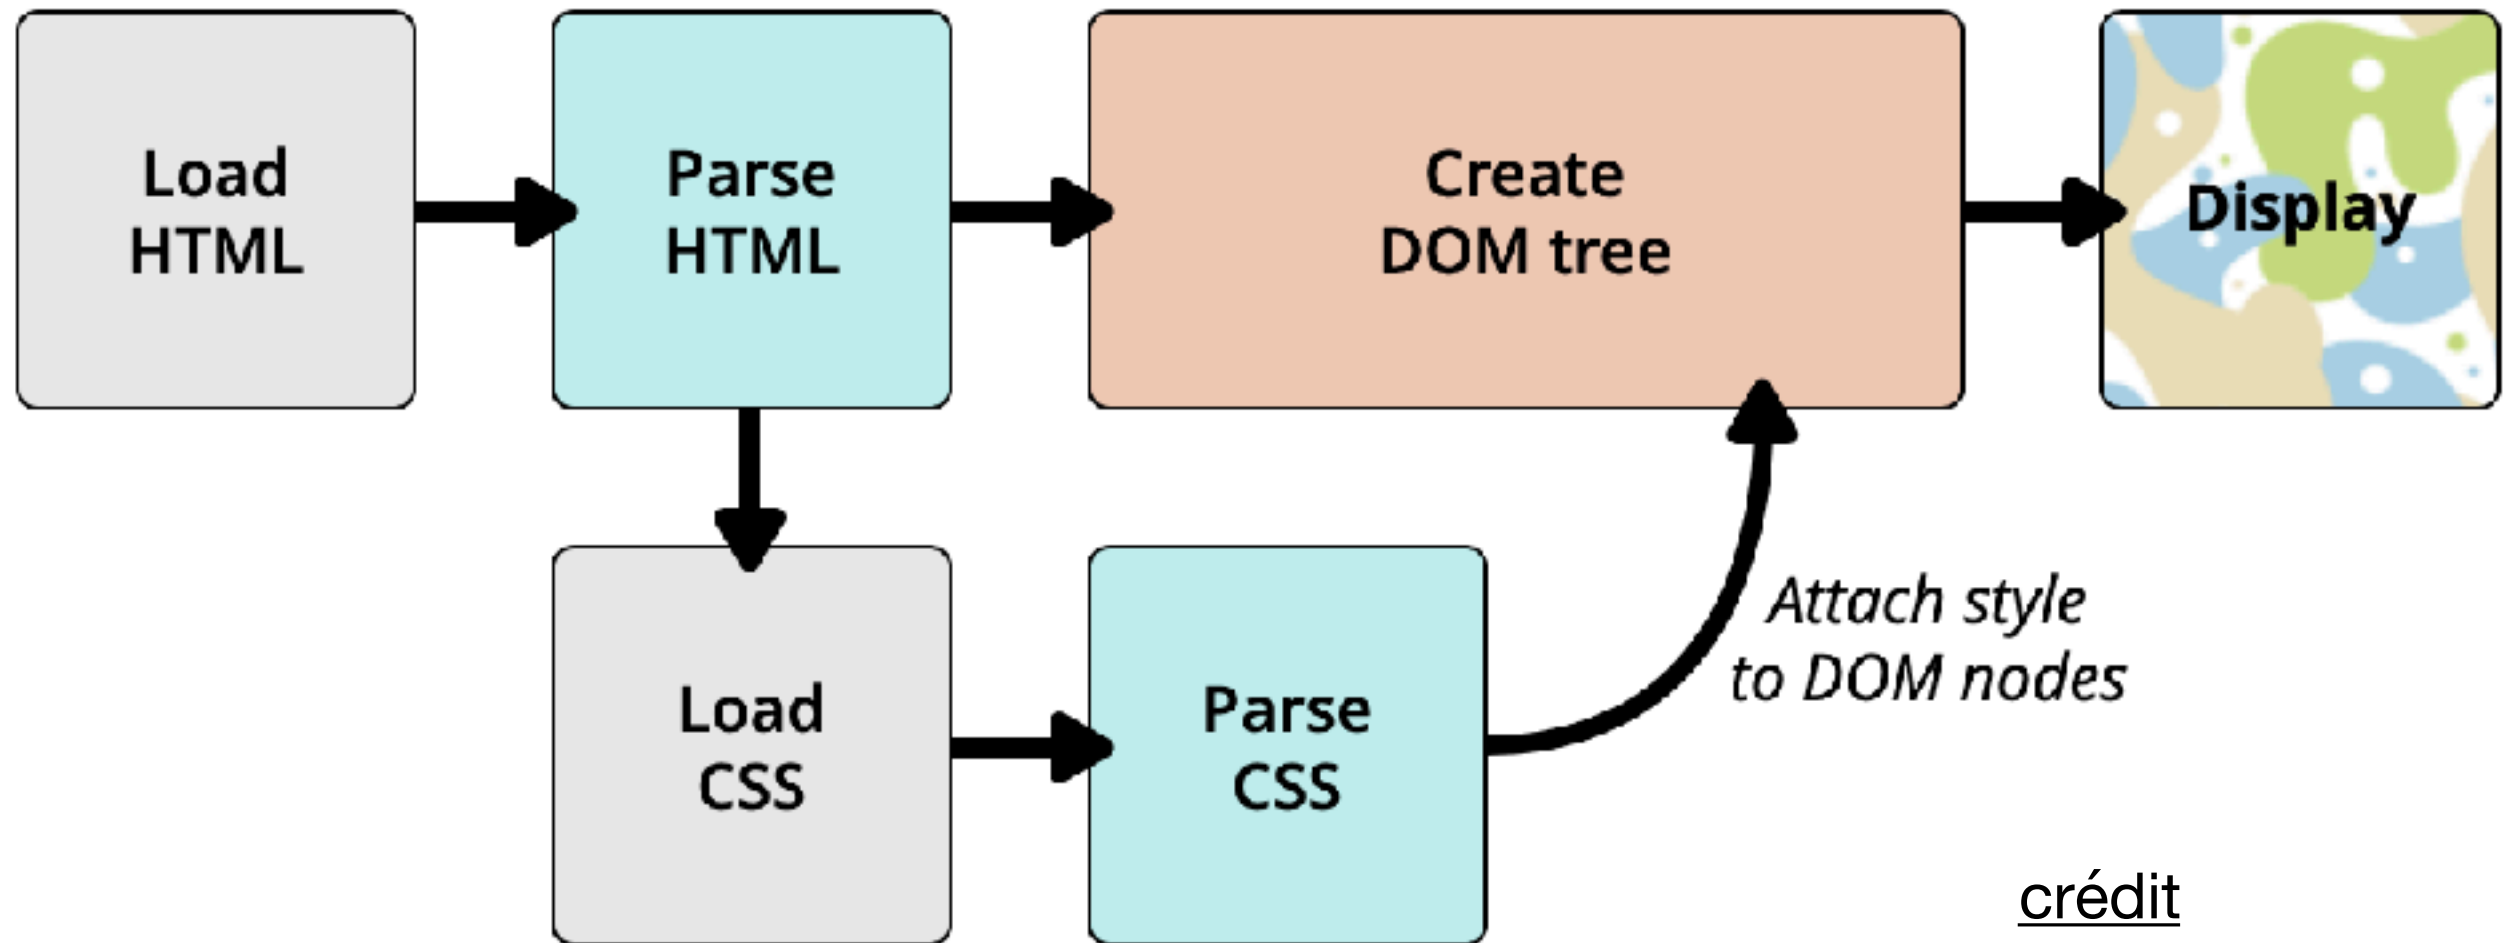 Load
HTML
Parse
HTML
Create
DOM tree
Display
Load
CSS
Parse
CSS
Attach style
to DOM nodes
crédit